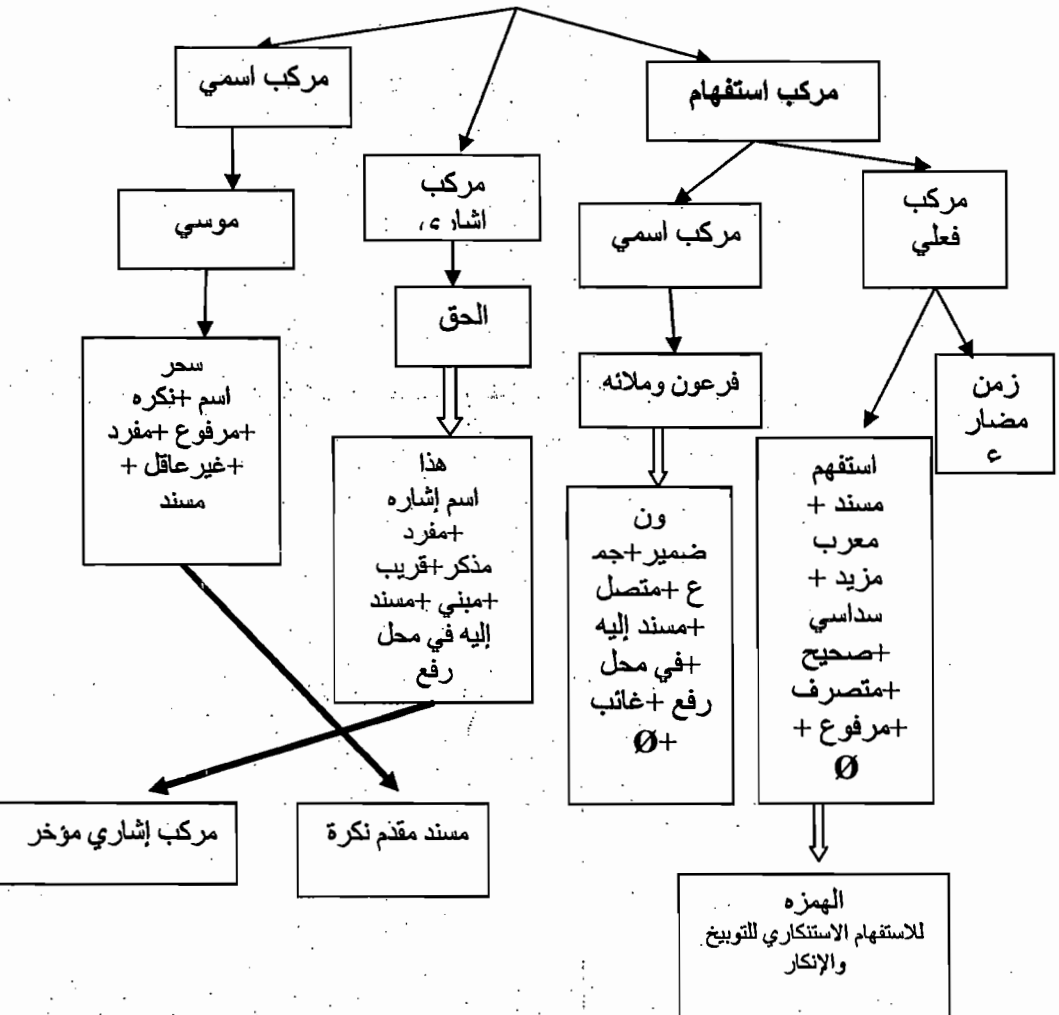 مركب استفهام
مركب اسمي
مركب
اشاري
مركب
فعلي
مركب اسمي
موسي
الحق
فرعون وملائه
زمن
مضار
ع
سحر
اسم +نكره
+مرفوع +مفرد
+غير عاقل +
مسند
هذا
اسم إشاره
+مفرد
مذكر+قريب
+مبني +مسند
إليه في محل
رفع
ون
ضمير+جم
ع +متصل
+مسند إليه
+في محل
رفع +غائب
+Ø
استفهم
مسند +
معرب
مزيد +
سداسي
+صحيح
+متصرف
+مرفوع +
Ø
مسند مقدم نكرة
مركب إشاري مؤخر
الهمزه
للاستفهام الاستنكاري للتوبيخ
والإنكار